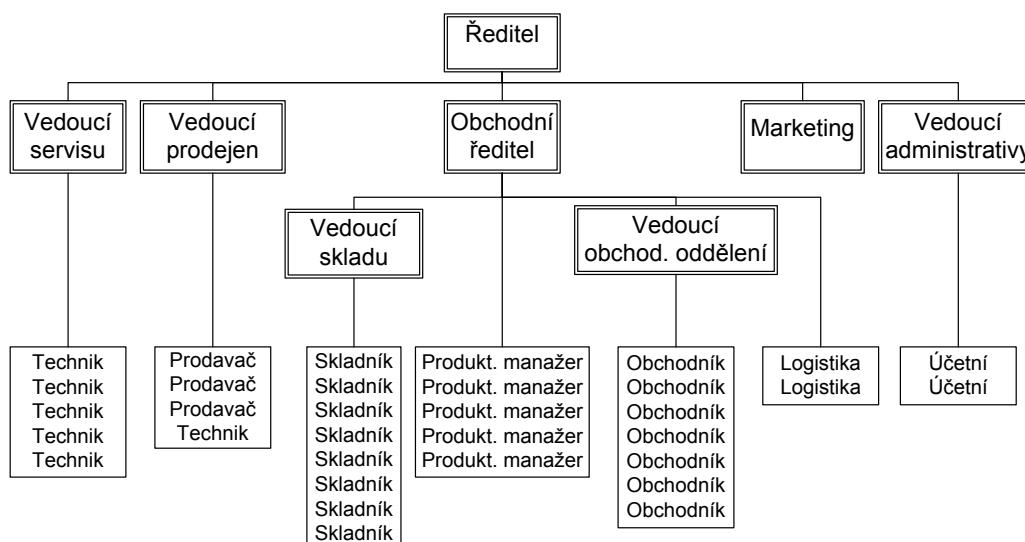 Ředitel
Vedoucí
servisu
Vedoucí
prodejen
Obchodní
ředitel
Marketing
Vedoucí
administrativy
Vedoucí
skladu
Vedoucí
obchod. oddělení
Technik
Technik
Technik
Technik
Technik
Prodavač
Prodavač
Prodavač
Technik
Skladník
Skladník
Skladník
Skladník
Skladník
Skladník
Skladník
Skladník
Produkt. manažer
Produkt. manažer
Produkt. manažer
Produkt. manažer
Produkt. manažer
Obchodník
Obchodník
Obchodník
Obchodník
Obchodník
Obchodník
Obchodník
Logistika
Logistika
Účetní
Účetní